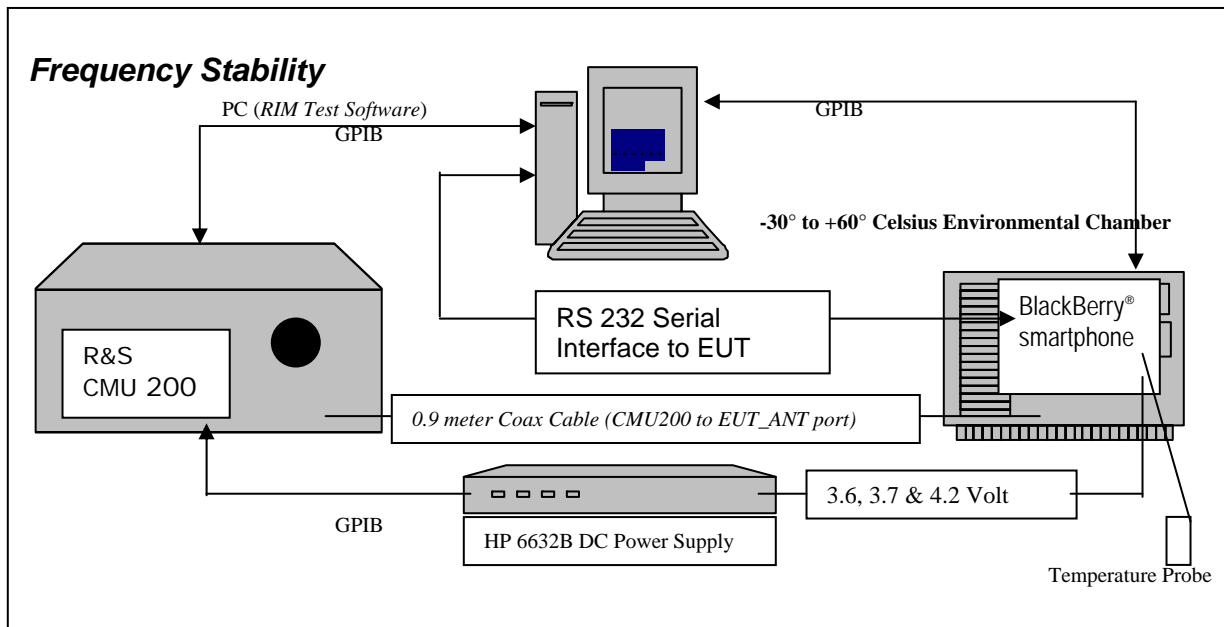 Frequency Stability
PC (RIM Test Software)
GPIB
GPIB
-30° to +60° Celsius Environmental Chamber
RS 232 Serial
Interface to EUT
BlackBerry®
smartphone
R&S
CMU 200
0.9 meter Coax Cable (CMU200 to EUT_ANT port)
3.6, 3.7 & 4.2 Volt
GPIB
HP 6632B DC Power Supply
Temperature Probe